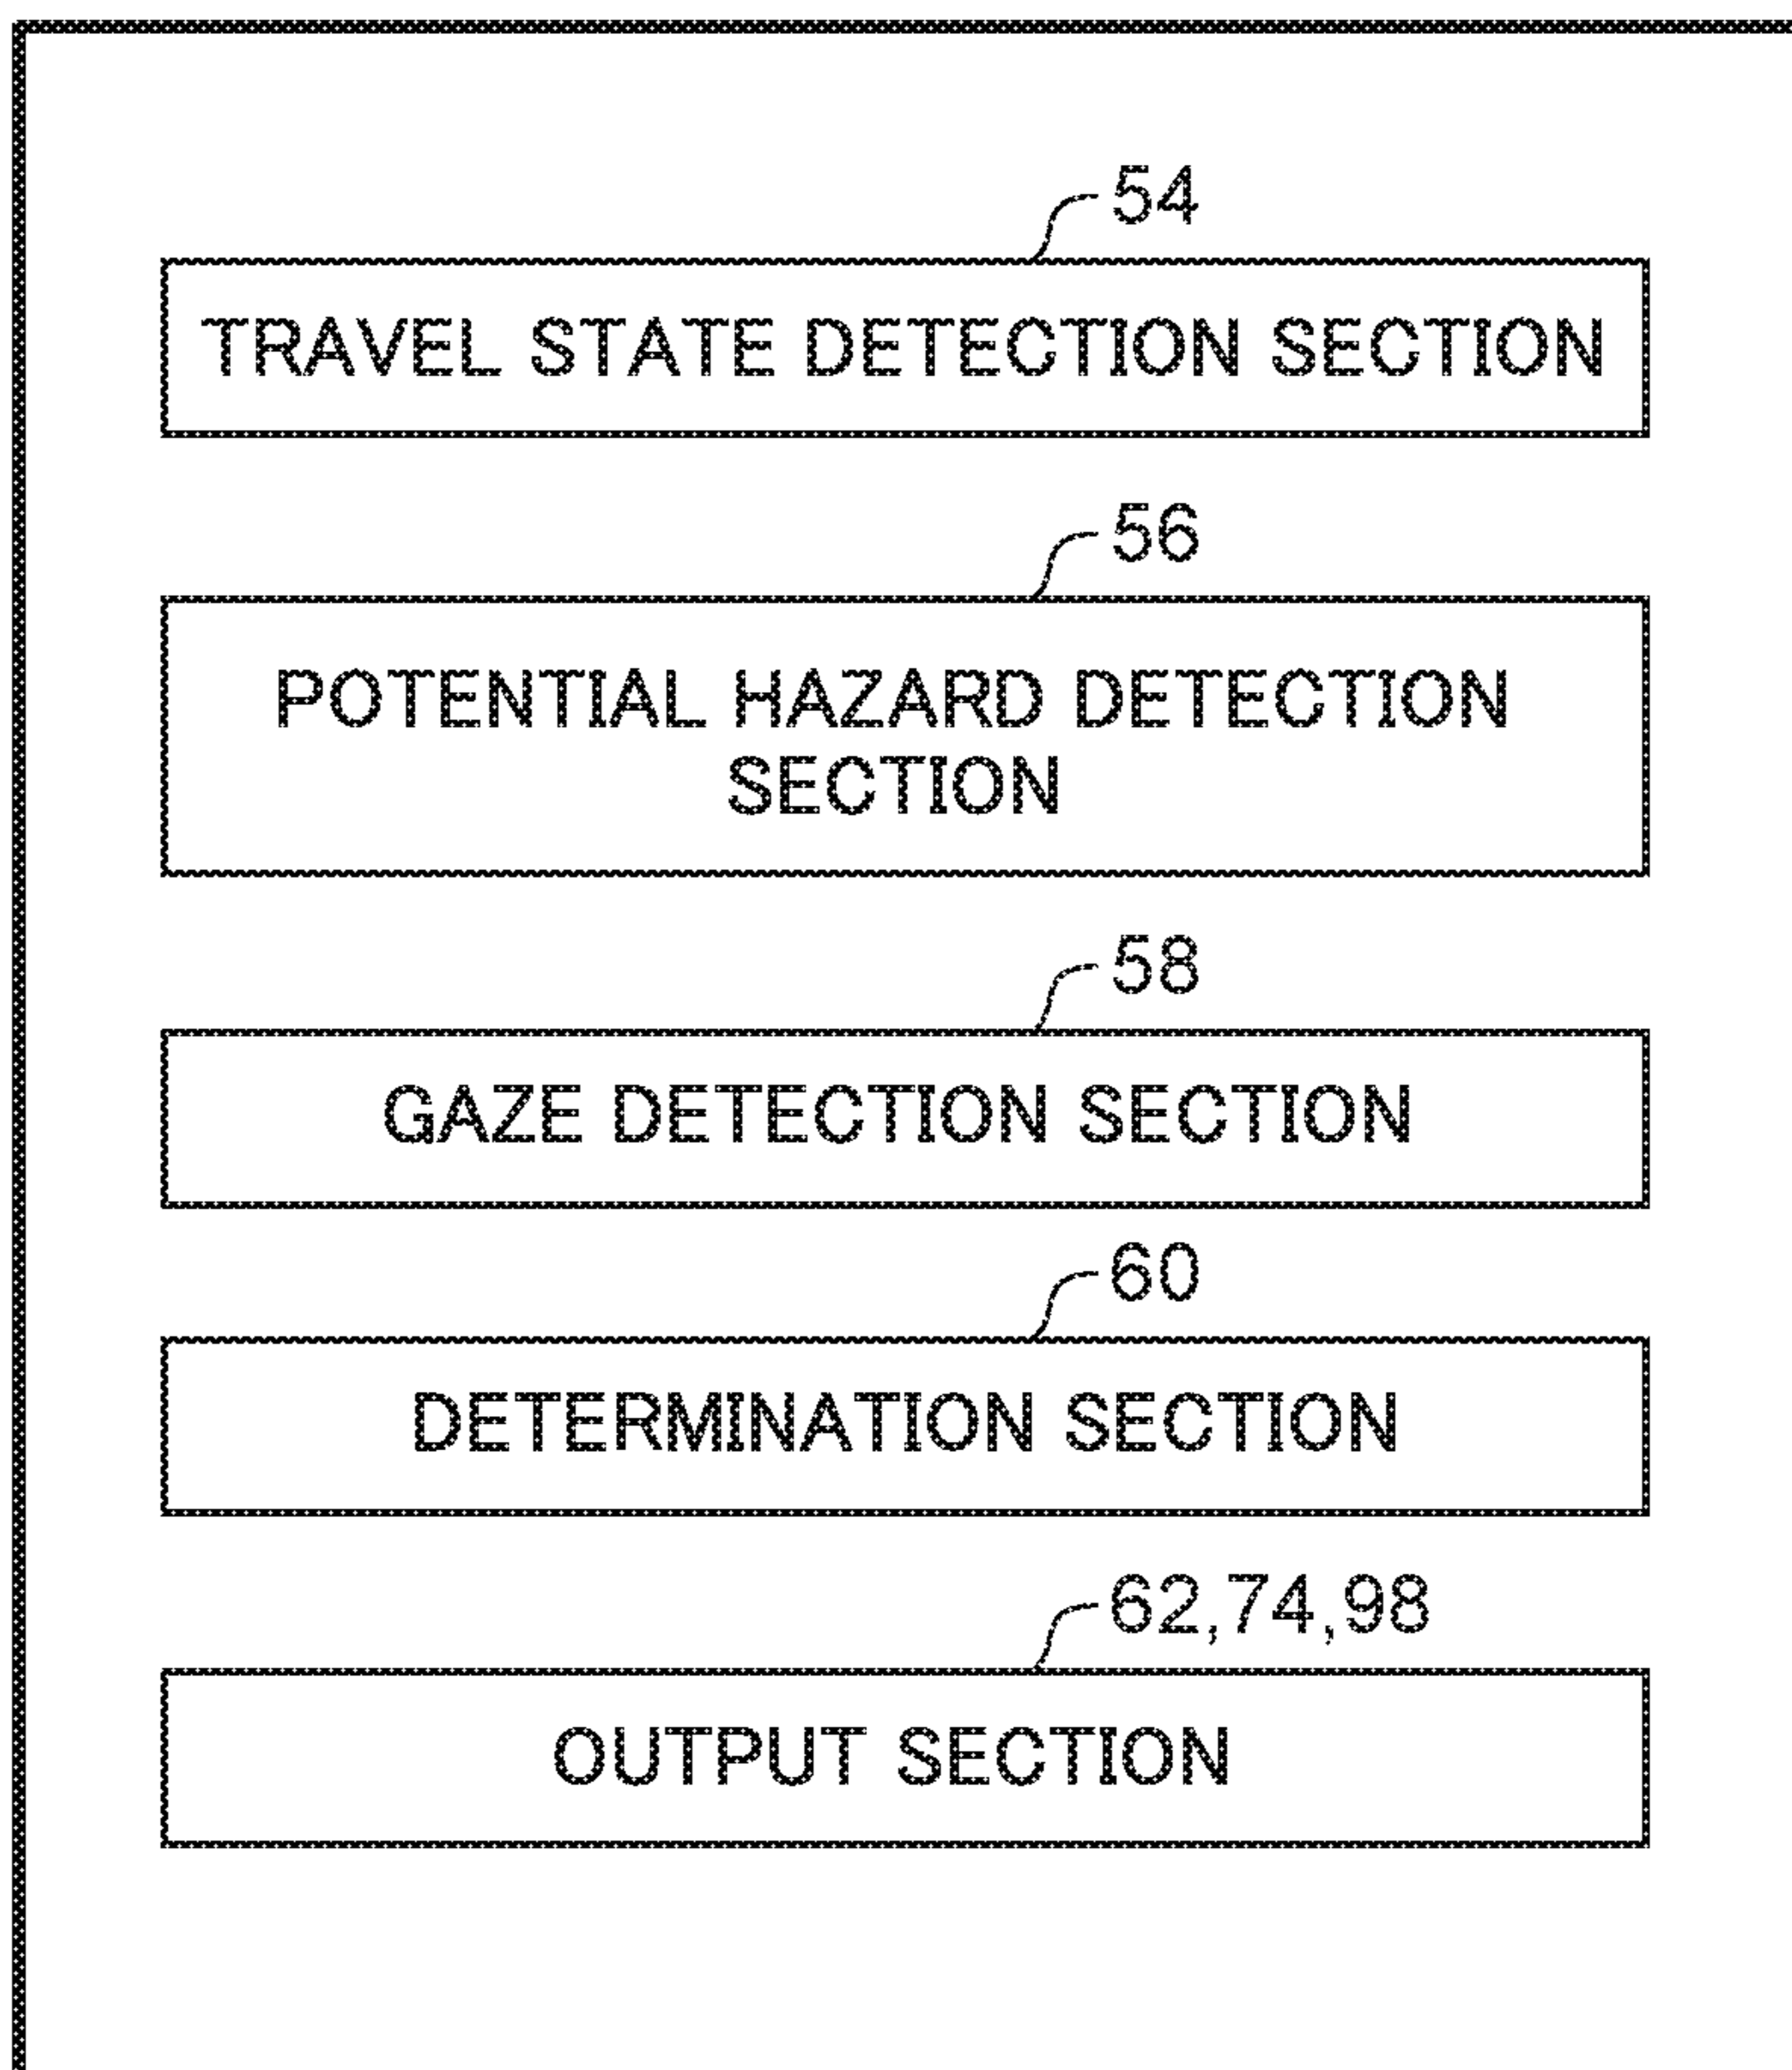 54
TRAVEL STATE DETECTION SECTION
56
POTENTIAL HAZARD DETECTION
SECTION
58
GAZE DETECTION SECTION
60
DETERMINATION SECTION
62,74,98
OUTPUT SECTION